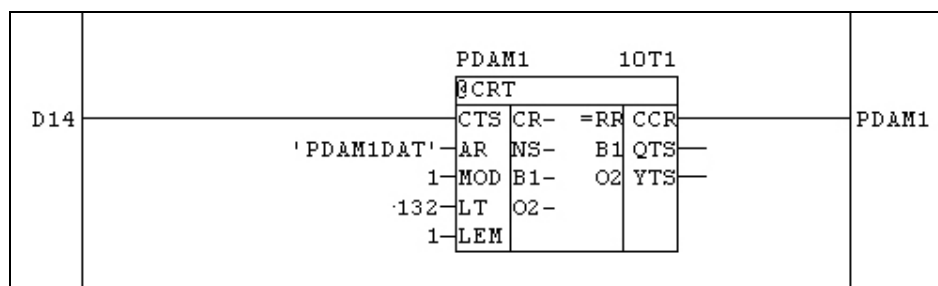 PDAM1 10T1
@CRT
D14 CTS CR- =RR CCR PDAM1
'PDAM1DAT' AR NS- B1 QTS
1 MOD B1- O2 YTS
132 LT O2-
1 LEM